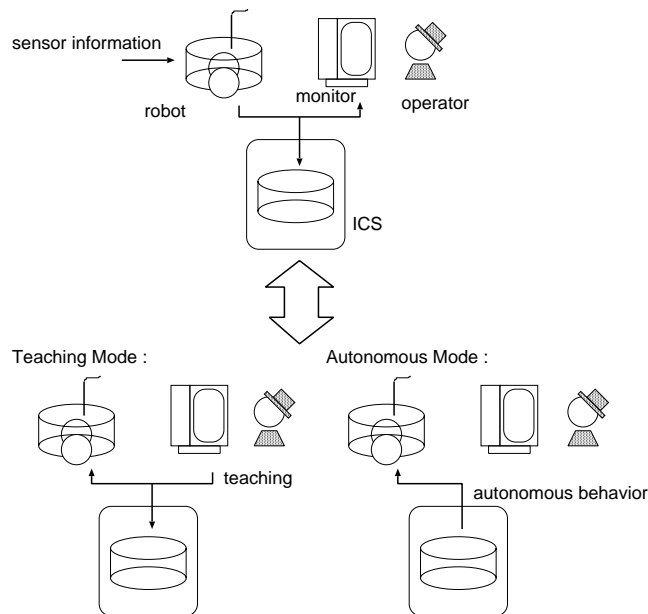 sensor information
robot
monitor
operator
ICS
Teaching Mode :
Autonomous Mode :
teaching
autonomous behavior